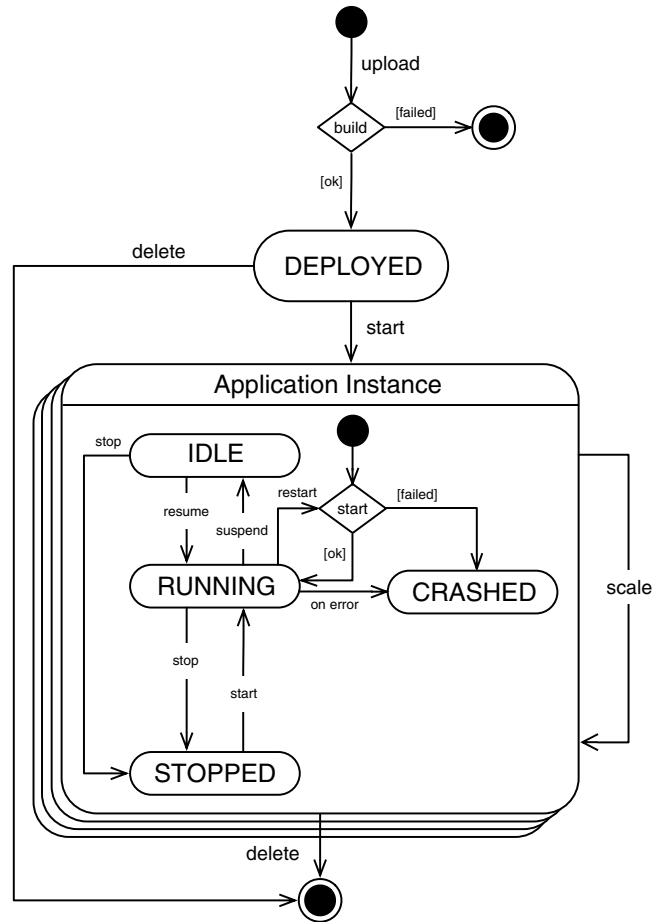 upload
build
[failed]
[ok]
delete
DEPLOYED
start
Application Instance
stop
IDLE
resume
suspend
restart
start
[failed]
[ok]
RUNNING
on error
CRASHED
scale
stop
start
STOPPED
delete